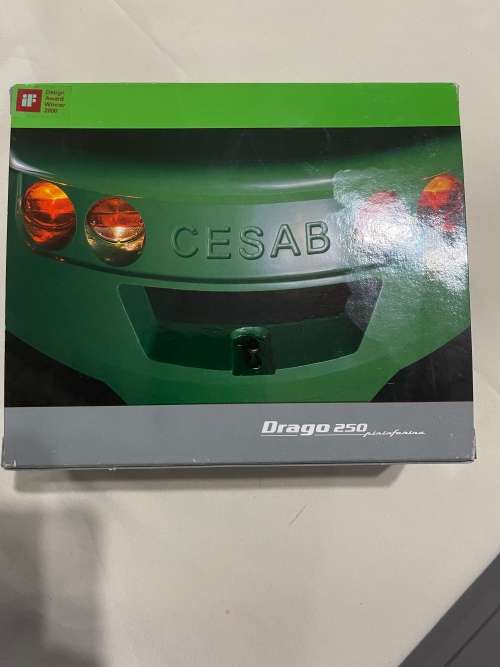 iF
Design
Award
Winner
2000
CESAB
Drago 250
pininfarina